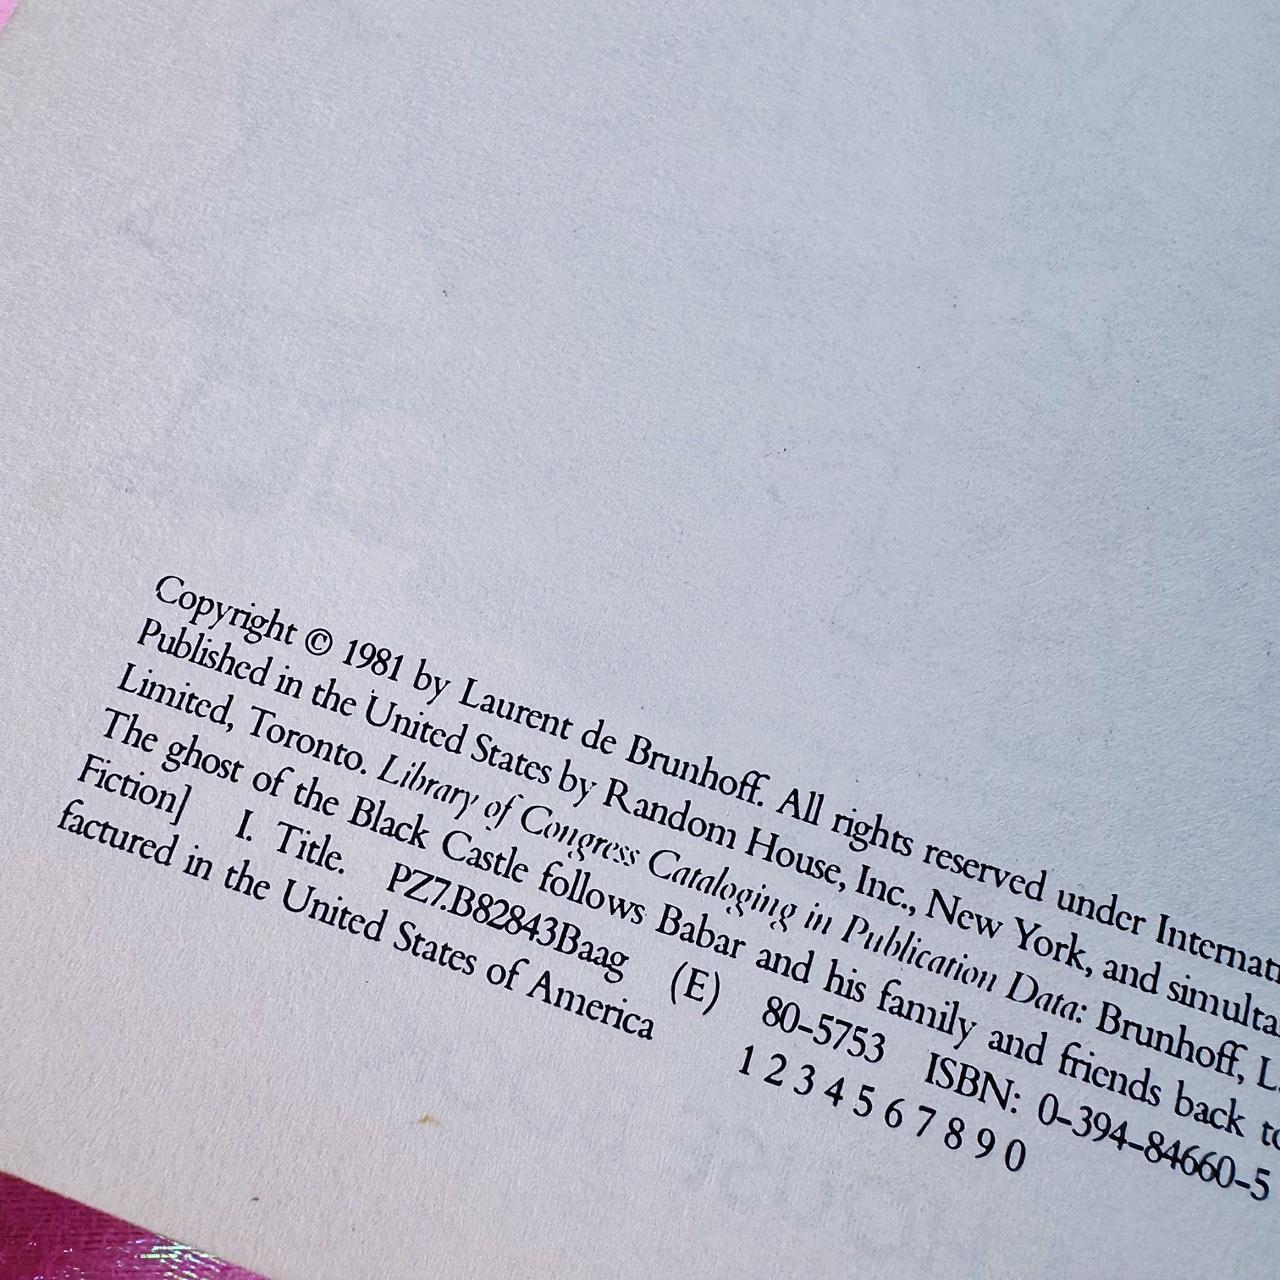 Copyright © 1981 by Laurent de Brunhoff. All rights reserved under Internati
Published in the United States by Random House, Inc., New York, and simulta
Limited, Toronto. Library of Congress Cataloging in Publication Data: Brunhoff, L
The ghost of the Black Castle follows Babar and his family and friends back to
Fiction] I. Title. PZ7.B82843Baag (E) 80-5753 ISBN: 0-394-84660-5
factured in the United States of America 1 2 3 4 5 6 7 8 9 0